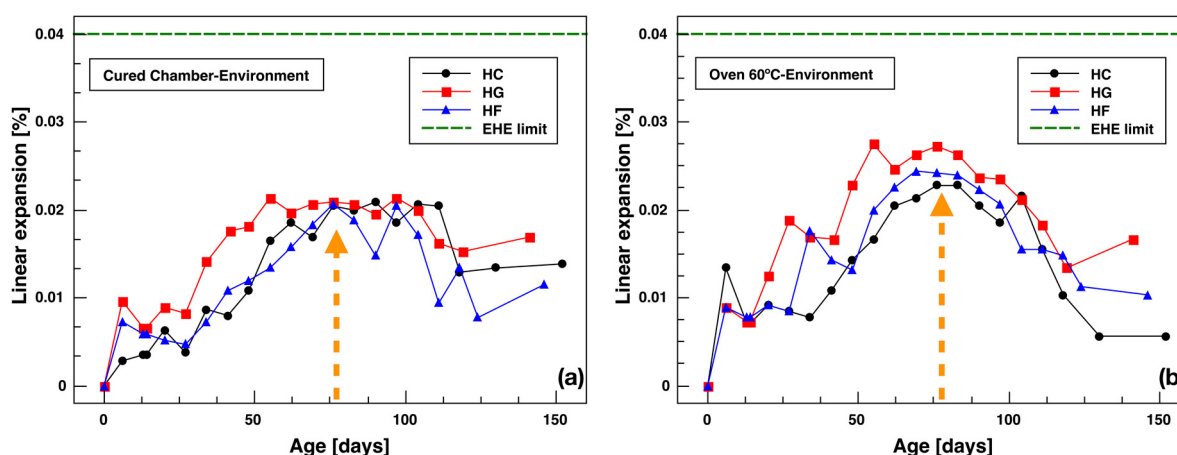 0.04
0.03
0.02
0.01
0
Linear expansion [%]
Cured Chamber-Environment
HC
HG
HF
EHE limit
(a)
0
50
100
150
Age [days]
0.04
0.03
0.02
0.01
0
Linear expansion [%]
Oven 60ºC-Environment
HC
HG
HF
EHE limit
(b)
0
50
100
150
Age [days]